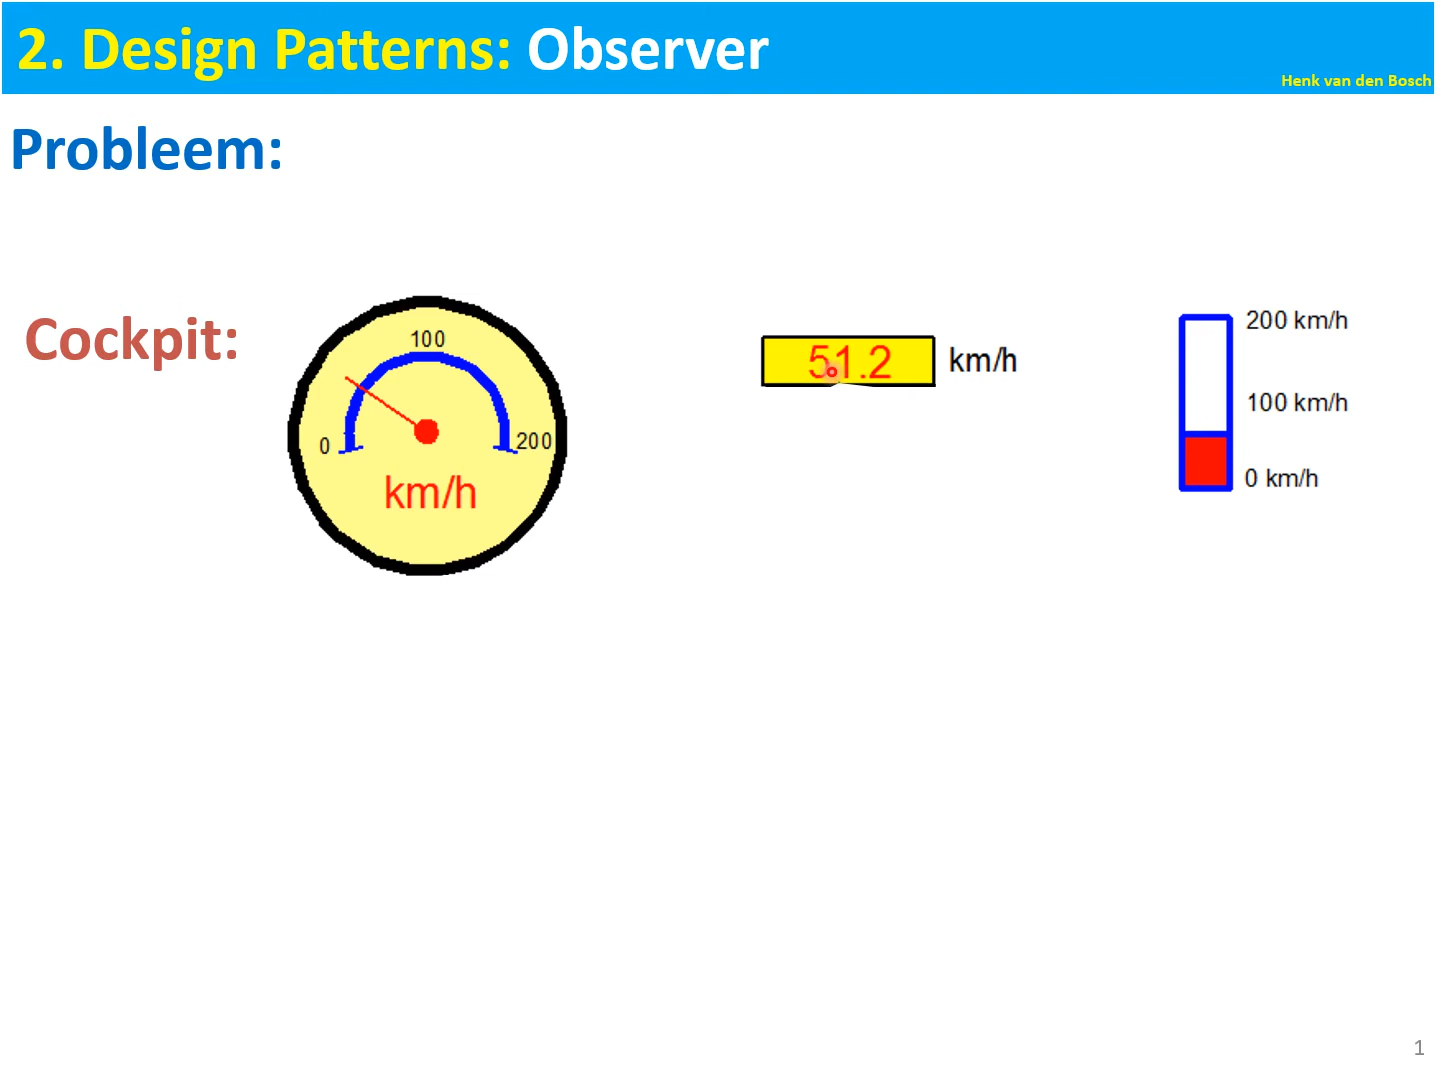 2. Design Patterns: Observer
Henk van den Bosch
Probleem:
Cockpit:
100
0
200
km/h
51.2
km/h
200 km/h
100 km/h
0 km/h
1